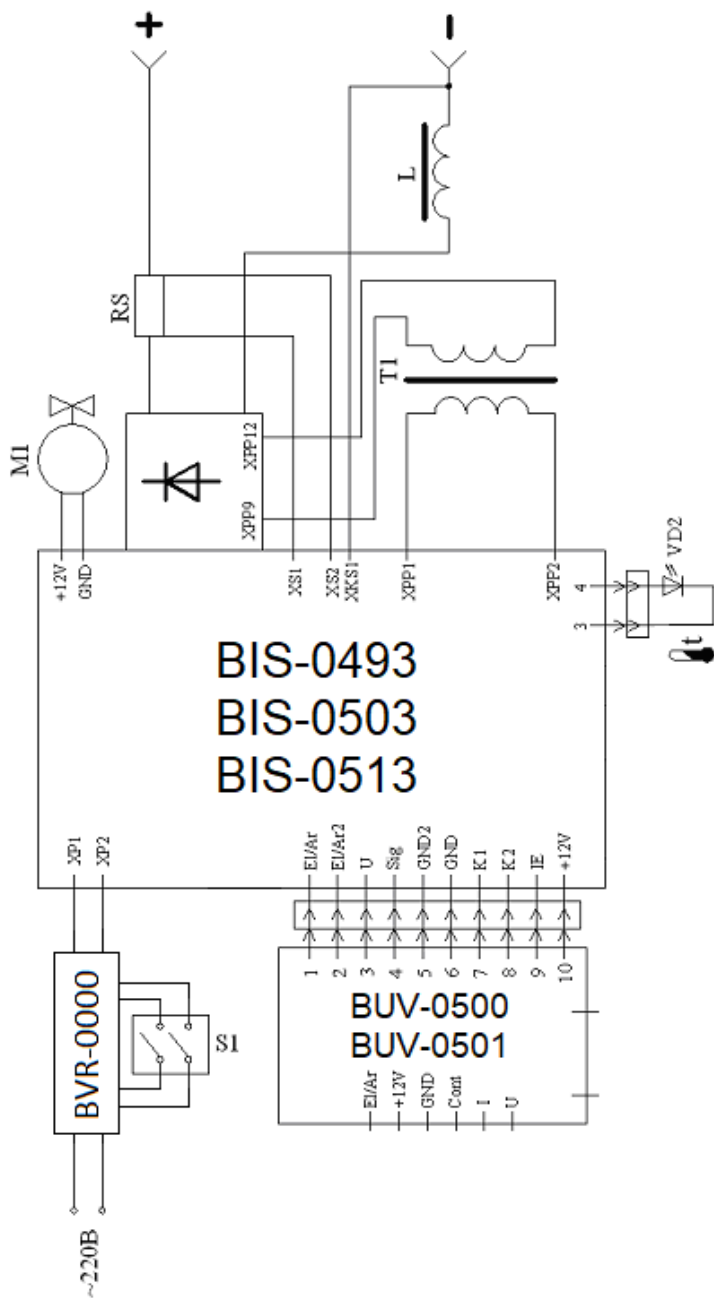 +
-
RS
L
M1
T1
XPP12
XPP9
+12V
GND
XS1
XS2
XKS1
XPP1
XPP2
4
3
VD2
t
BIS-0493
BIS-0503
BIS-0513
XP1
XP2
El/Ar
El/Ar2
U
Sig
GND2
GND
K1
K2
IE
+12V
1
2
3
4
5
6
7
8
9
10
BVR-0000
S1
BUV-0500
BUV-0501
El/Ar
+12V
GND
Cont
I
U
~220В